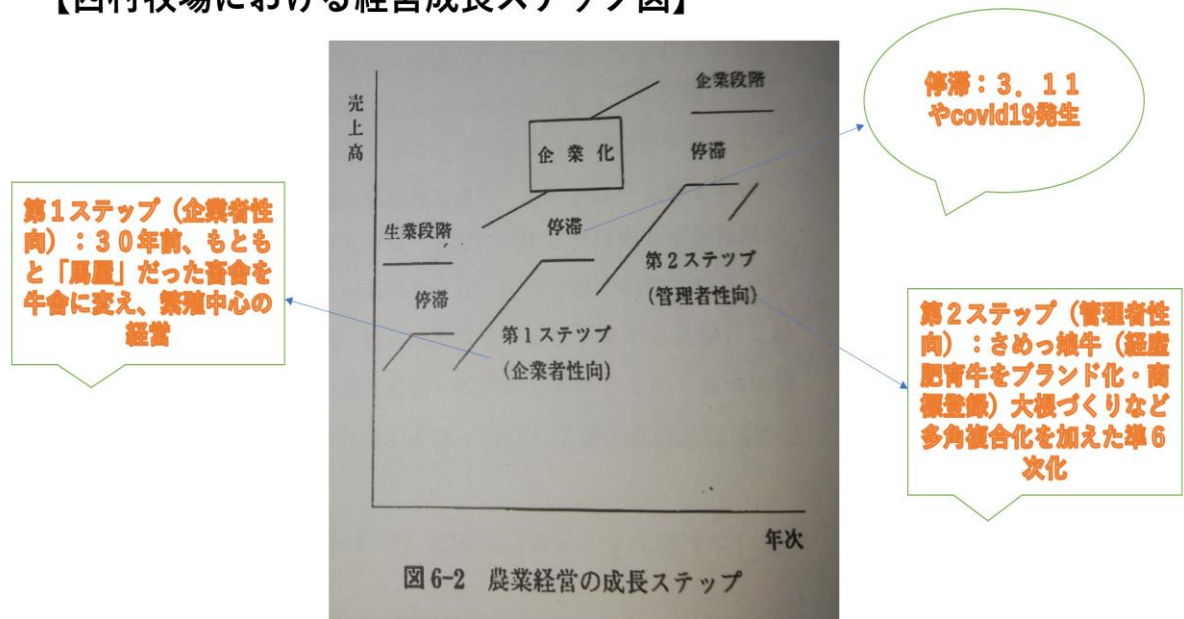 【西村牧場における経営成長ステップ図】
停滞:3.11
やcovid19発生
第1ステップ(企業者性
向):30年前、もとも
と「馬屋」だった畜舎を
牛舎に変え、繁殖中心の
経営
第2ステップ(管理者性
向):さめっ娘牛(経産
肥育牛をブランド化・商
標登録)大根づくりなど
多角複合化を加えた準6
次化
売上高
企業段階
企業化
停滞
生業段階
停滞
第2ステップ
(管理者性向)
停滞
第1ステップ
(企業者性向)
年次
図6-2 農業経営の成長ステップ